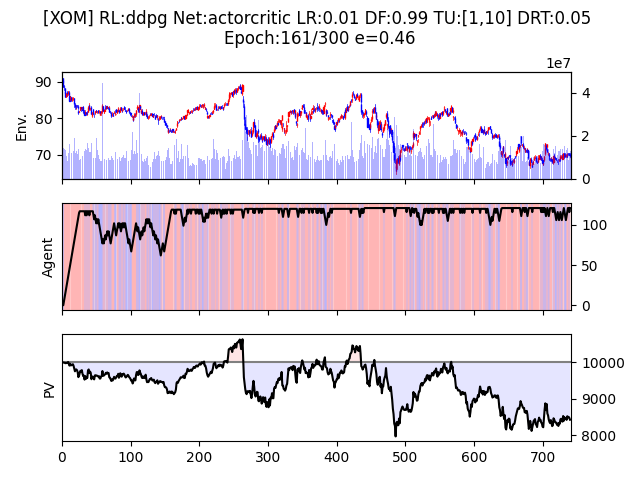 [XOM] RL:ddpg Net:actorcritic LR:0.01 DF:0.99 TU:[1,10] DRT:0.05
Epoch:161/300 e=0.46
1e7
90
80
70
Env.
4
2
0
Agent
100
50
0
PV
10000
9000
8000
0 100 200 300 400 500 600 700